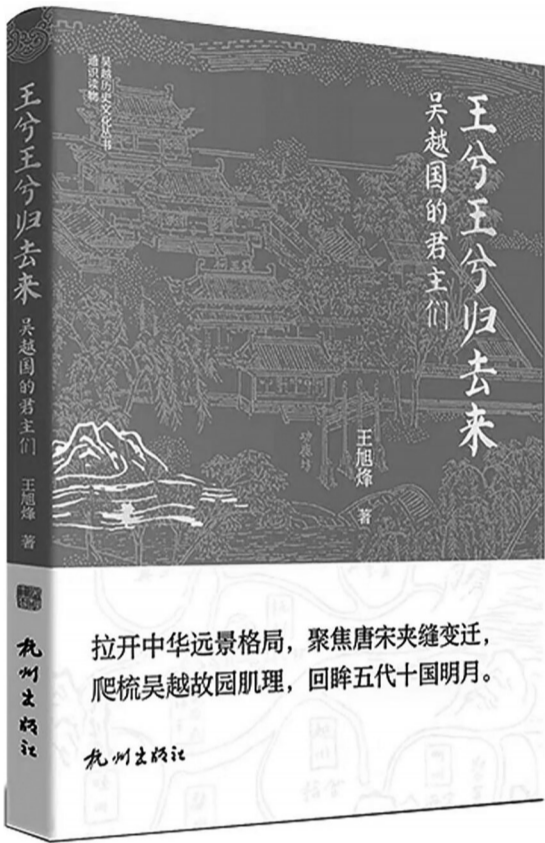 王兮王兮归去来
吴越国的君主们
王旭烽 著
杭州出版社
吴越历史文化丛书
通识读物
王兮王兮归去来
吴越国的君主们
王旭烽 著
拉开中华远景格局，聚焦唐宋夹缝变迁，
爬梳吴越故园肌理，回眸五代十国明月。
杭州出版社